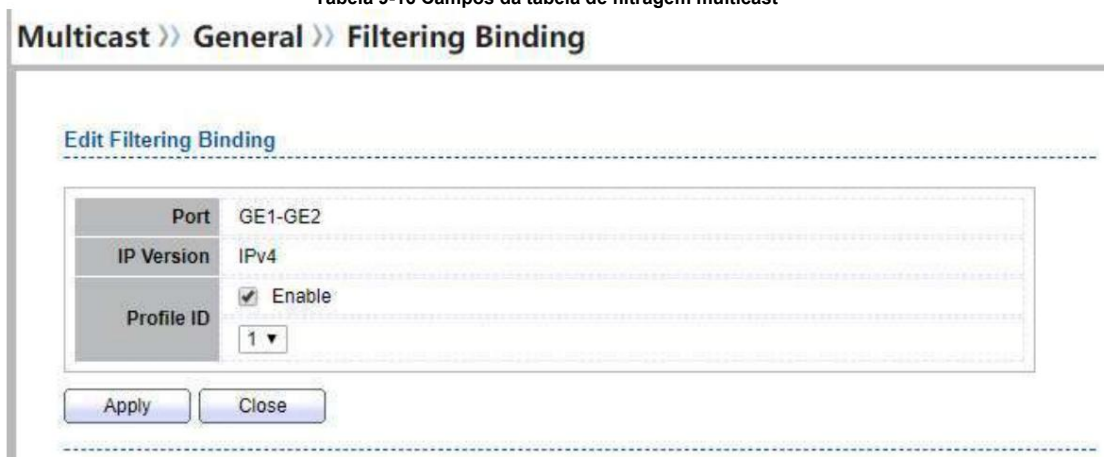 Tabela 9-10 Campos da tabela de filtragem multicast
Multicast >> General >> Filtering Binding
Edit Filtering Binding
Port GE1-GE2
IP Version IPv4
Profile ID
Enable
1
Apply Close